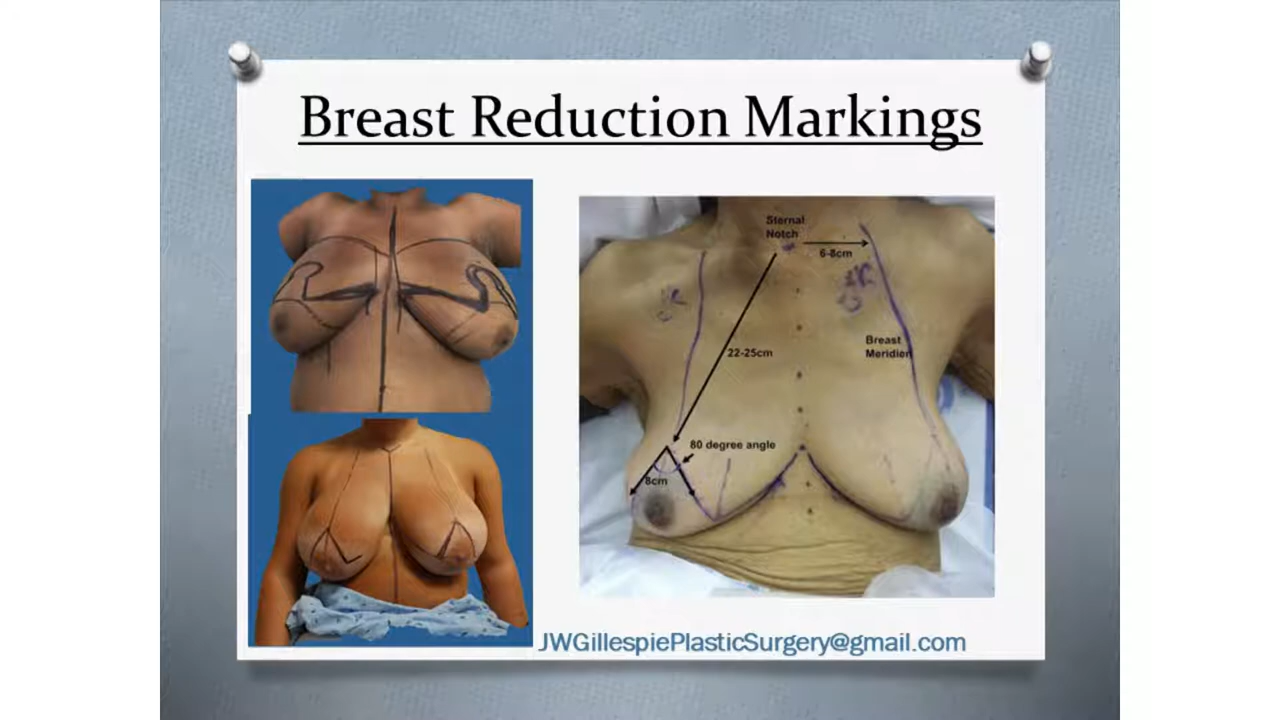 Breast Reduction Markings
Sternal
Notch
6-8cm
22-25cm
Breast
Meridien
80 degree angle
8cm
JWGillespiePlasticSurgery@gmail.com